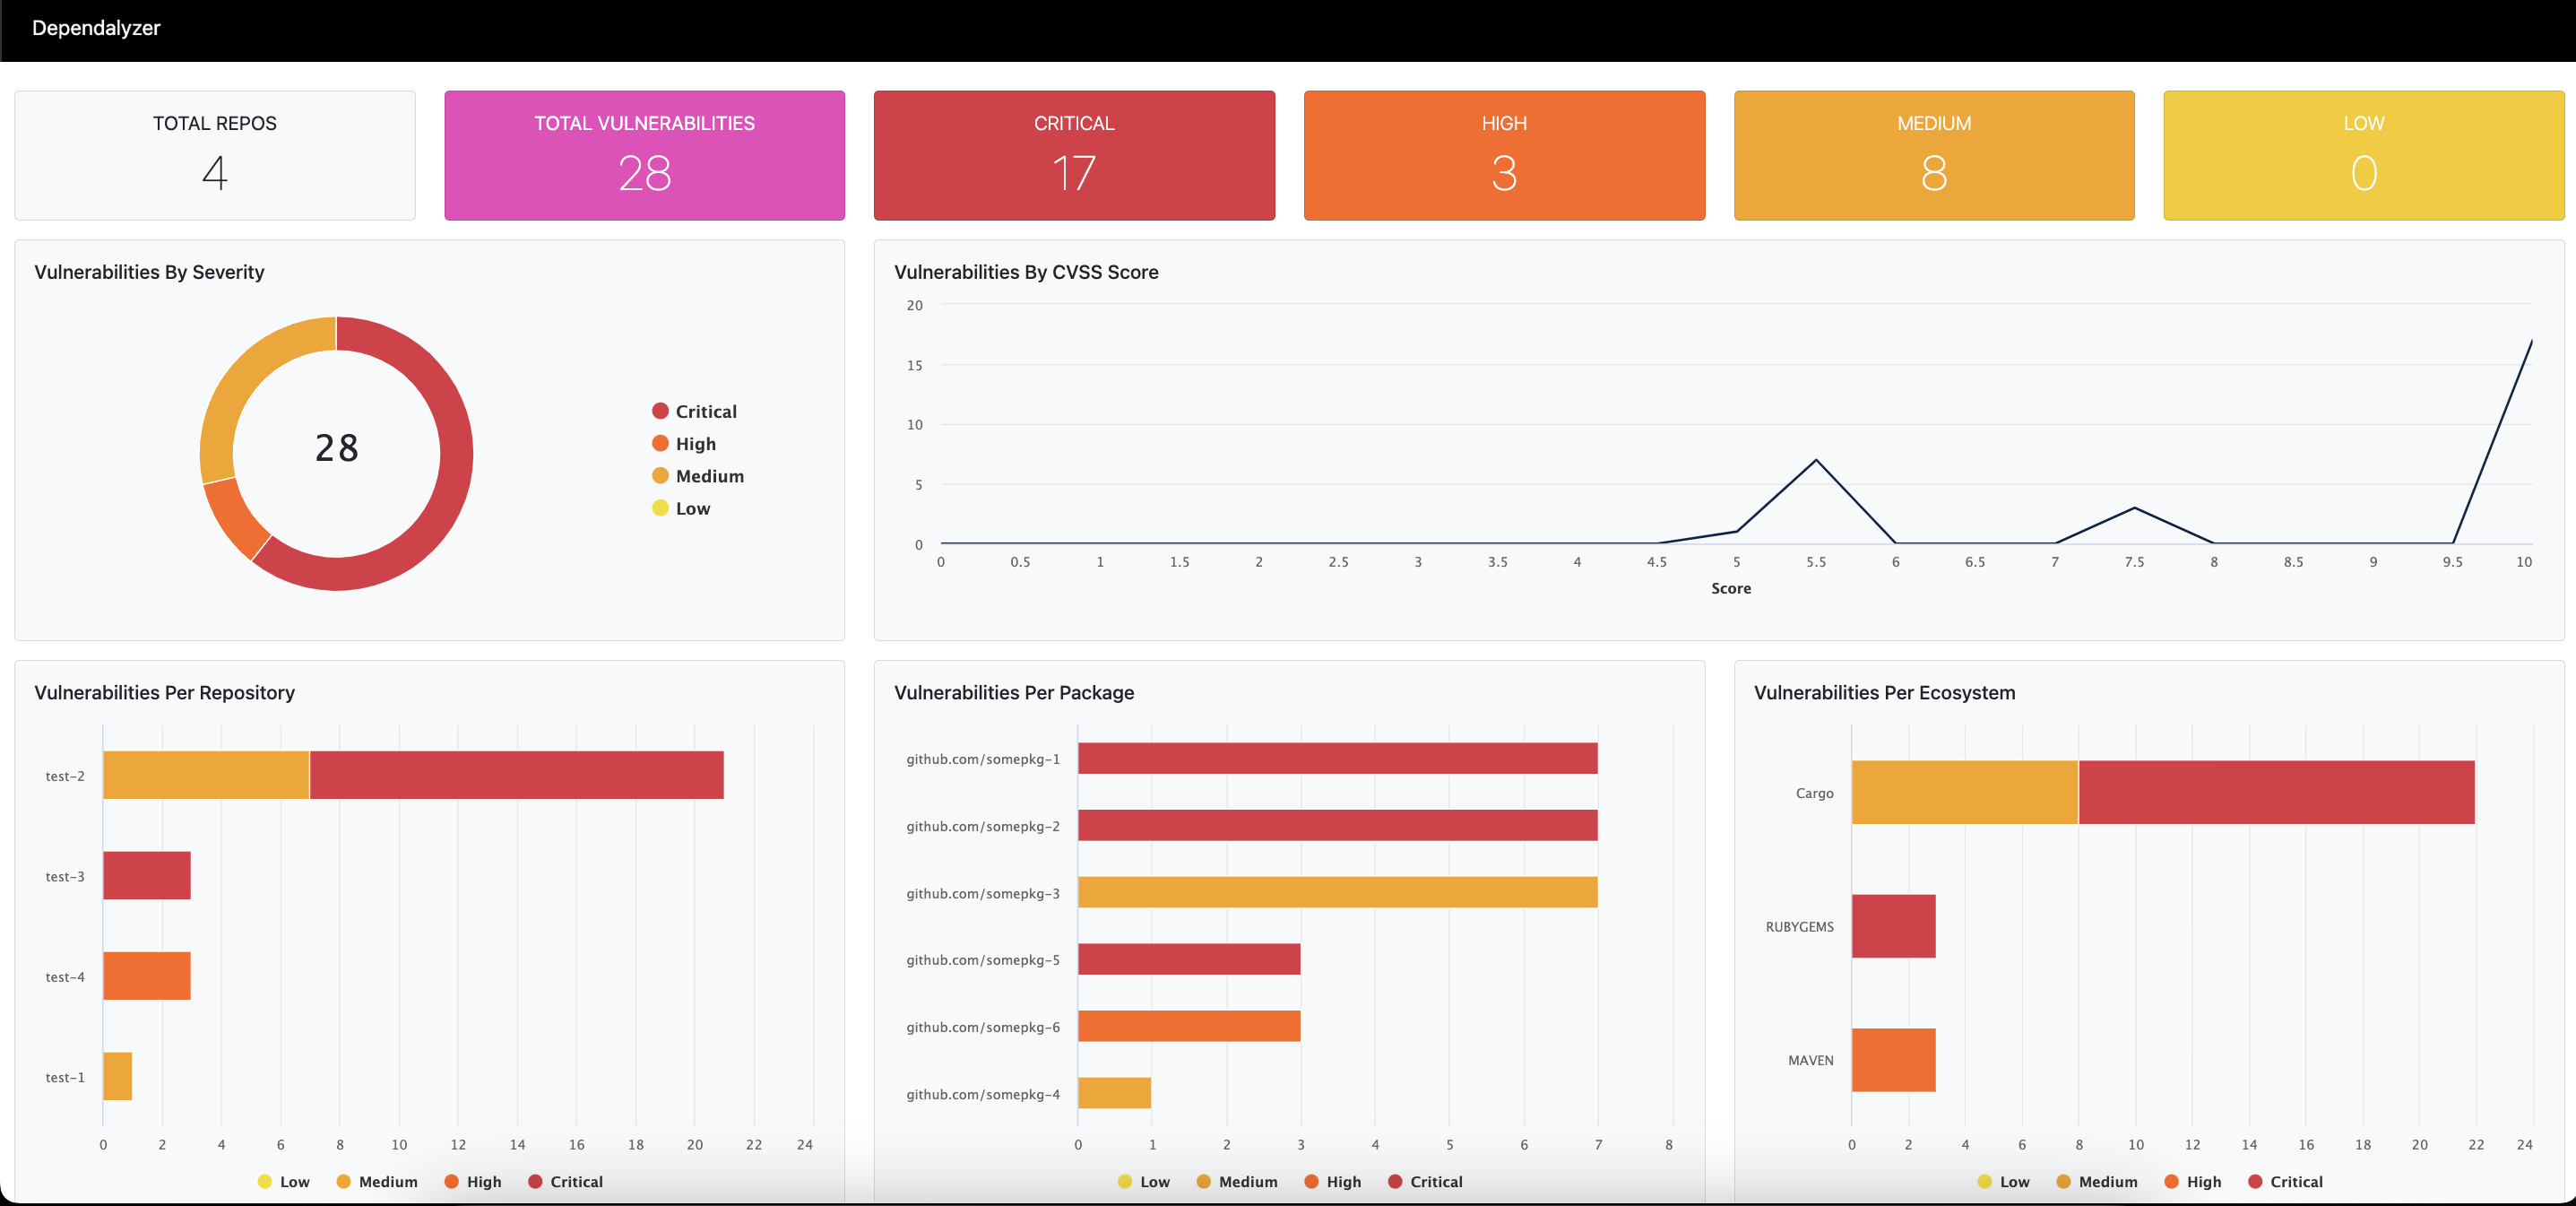 Dependalyzer
TOTAL REPOS
4
TOTAL VULNERABILITIES
28
CRITICAL
17
HIGH
3
MEDIUM
8
LOW
0
Vulnerabilities By Severity
28
Critical
High
Medium
Low
Vulnerabilities By CVSS Score
20
15
10
5
0
0 0.5 1 1.5 2 2.5 3 3.5 4 4.5 5 5.5 6 6.5 7 7.5 8 8.5 9 9.5 10
Score
Vulnerabilities Per Repository
test-2
test-3
test-4
test-1
0 2 4 6 8 10 12 14 16 18 20 22 24
Low Medium High Critical
Vulnerabilities Per Package
github.com/somepkg-1
github.com/somepkg-2
github.com/somepkg-3
github.com/somepkg-5
github.com/somepkg-6
github.com/somepkg-4
0 1 2 3 4 5 6 7 8
Low Medium High Critical
Vulnerabilities Per Ecosystem
Cargo
RUBYGEMS
MAVEN
0 2 4 6 8 10 12 14 16 18 20 22 24
Low Medium High Critical